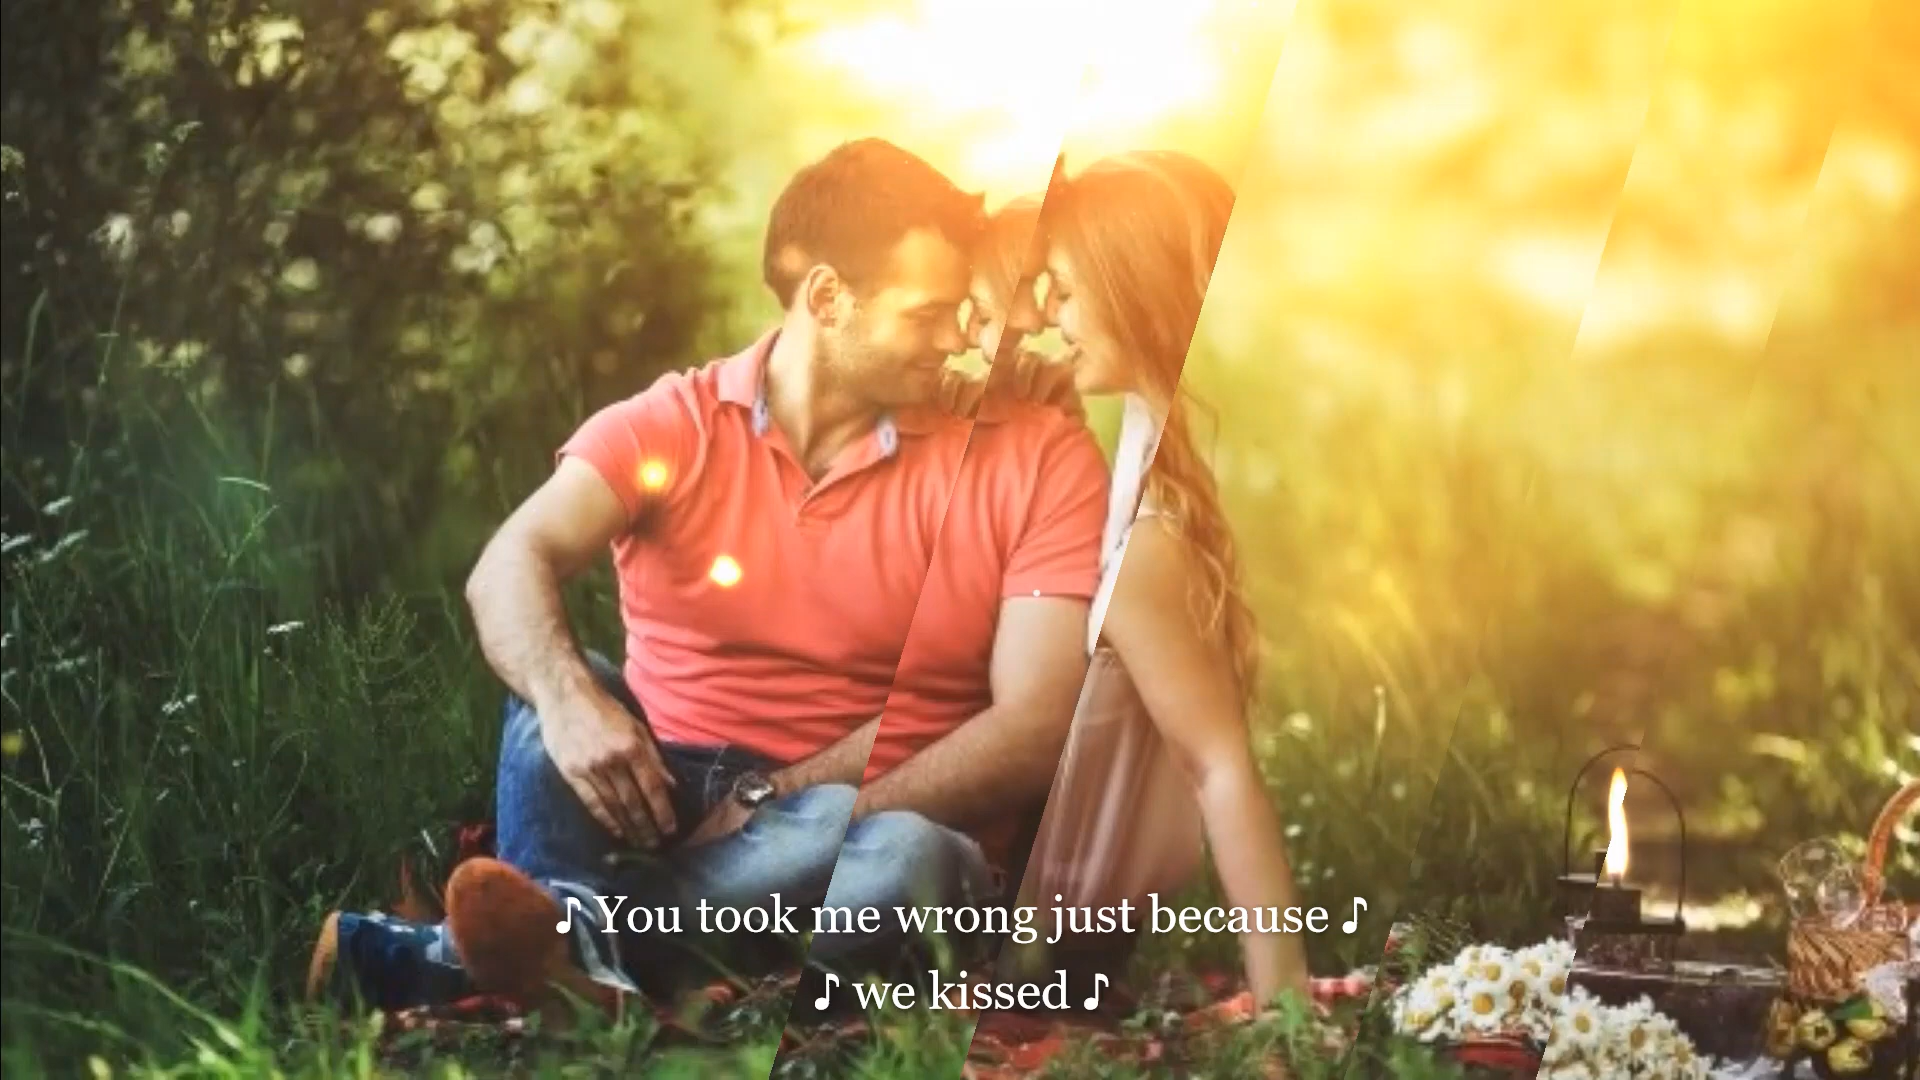 ♪ You took me wrong just because ♪
♪ we kissed ♪